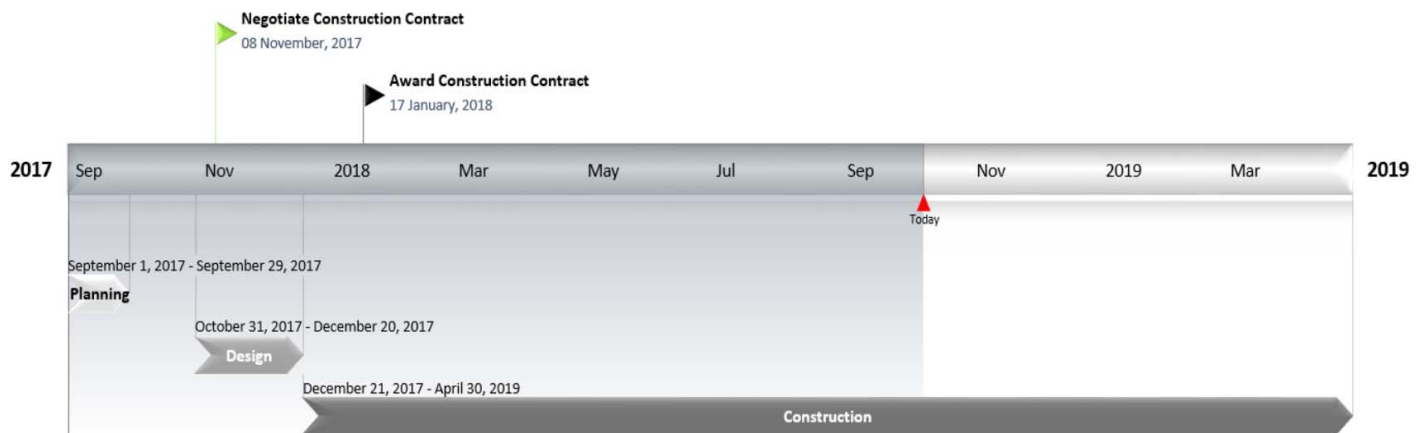 Negotiate Construction Contract
08 November, 2017
Award Construction Contract
17 January, 2018
2017 Sep Nov 2018 Mar May Jul Sep Nov 2019 Mar 2019
Today
September 1, 2017 - September 29, 2017
Planning
October 31, 2017 - December 20, 2017
Design
December 21, 2017 - April 30, 2019
Construction